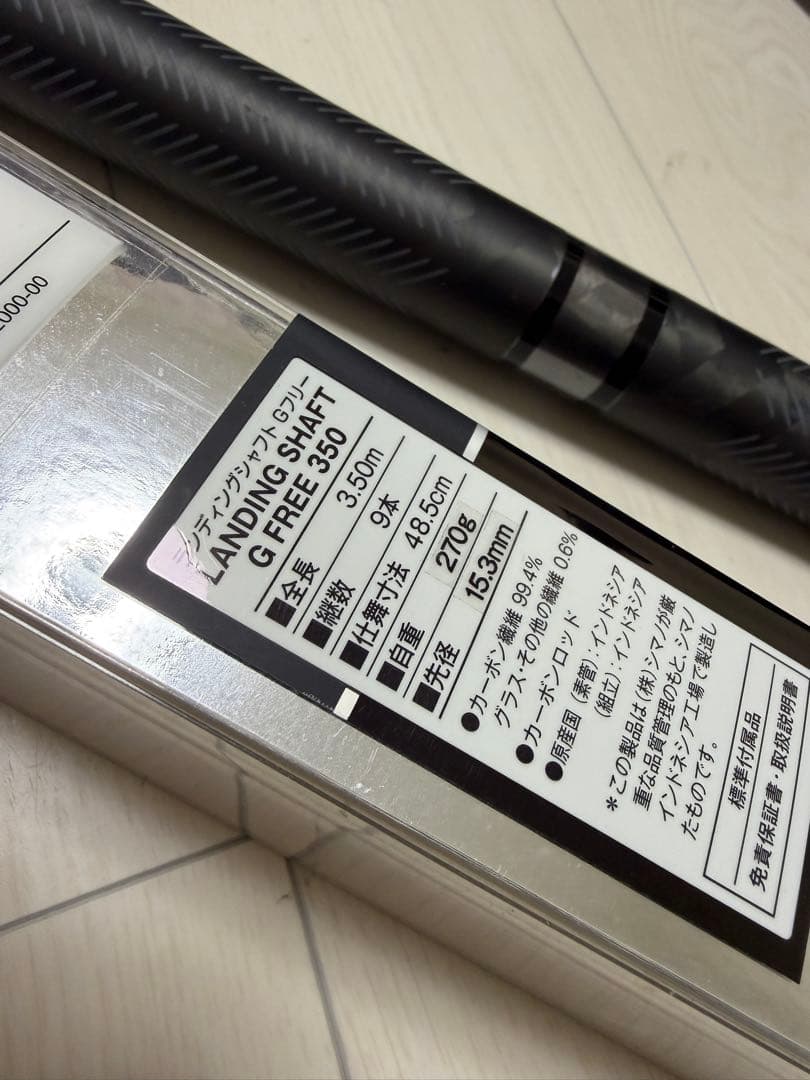 2000-00
ンディングシャフト Gフリー
LANDING SHAFT
G FREE 350
■全長 3.50m
■継数 9本
■仕舞寸法 48.5cm
■自重 270g
■先径 15.3mm
●カーボン繊維 99.4%
グラス・その他の繊維 0.6%
●カーボンロッド
●原産国(素管):インドネシア
(組立):インドネシア
＊この製品は(株)シマノが厳
重な品質管理のもと、シマノ
インドネシア工場で製造し
たものです。
標準付属品
免責保証書・取扱説明書